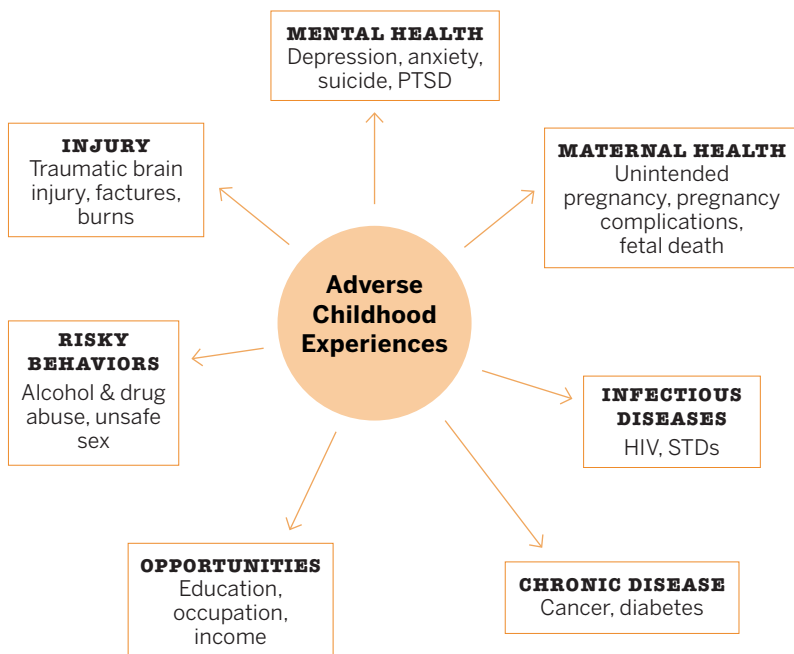 MENTAL HEALTH
Depression, anxiety,
suicide, PTSD
INJURY
Traumatic brain
injury, factures,
burns
MATERNAL HEALTH
Unintended
pregnancy, pregnancy
complications,
fetal death
Adverse
Childhood
Experiences
RISKY
BEHAVIORS
Alcohol & drug
abuse, unsafe
sex
INFECTIOUS
DISEASES
HIV, STDs
OPPORTUNITIES
Education,
occupation,
income
CHRONIC DISEASE
Cancer, diabetes